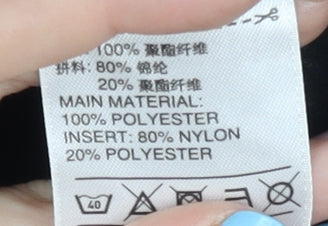 100% 聚酯纤维
拼料: 80% 锦纶
20% 聚酯纤维
MAIN MATERIAL:
100% POLYESTER
INSERT: 80% NYLON
20% POLYESTER
40